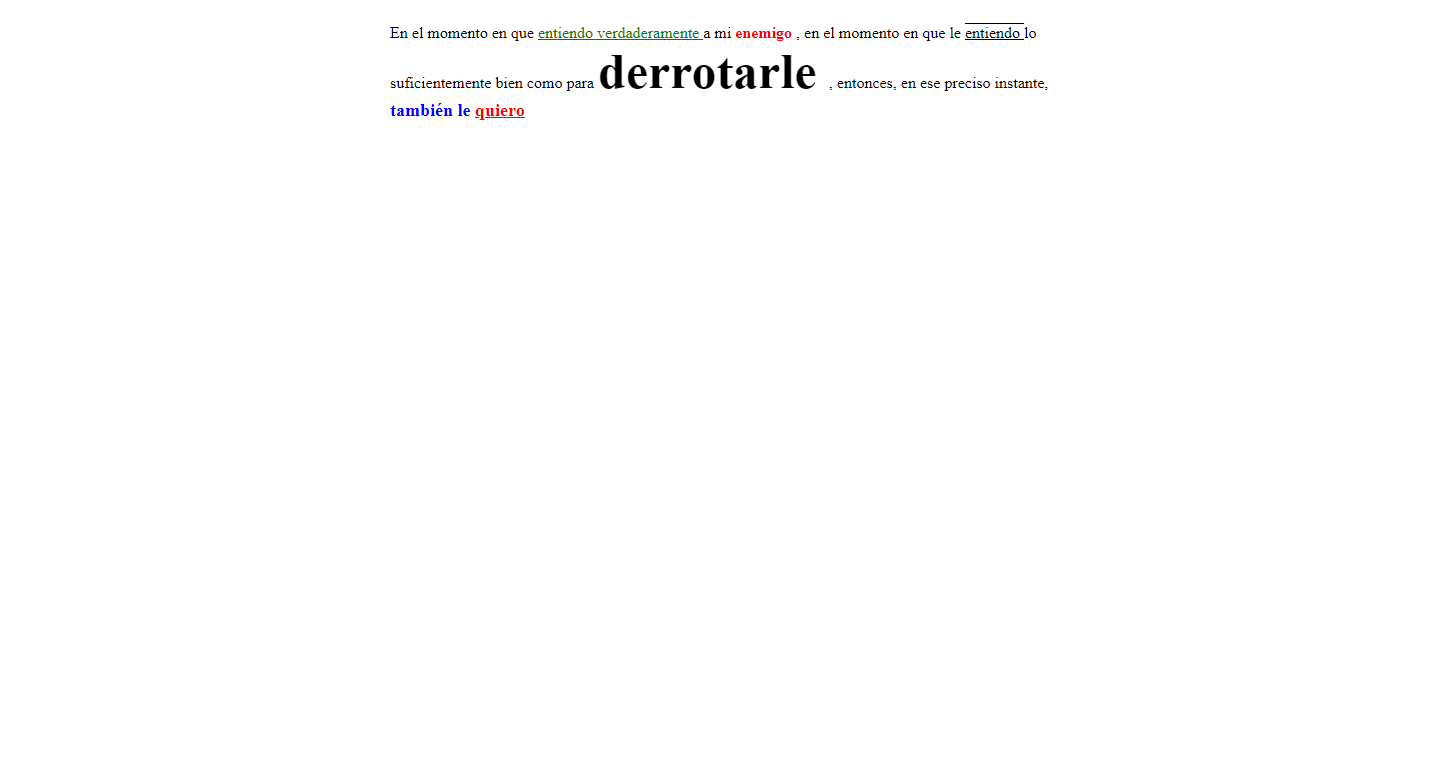 En el momento en que entiendo verdaderamente a mi enemigo , en el momento en que le entiendo lo
suficientemente bien como para derrotarle , entonces, en ese preciso instante,
también le quiero